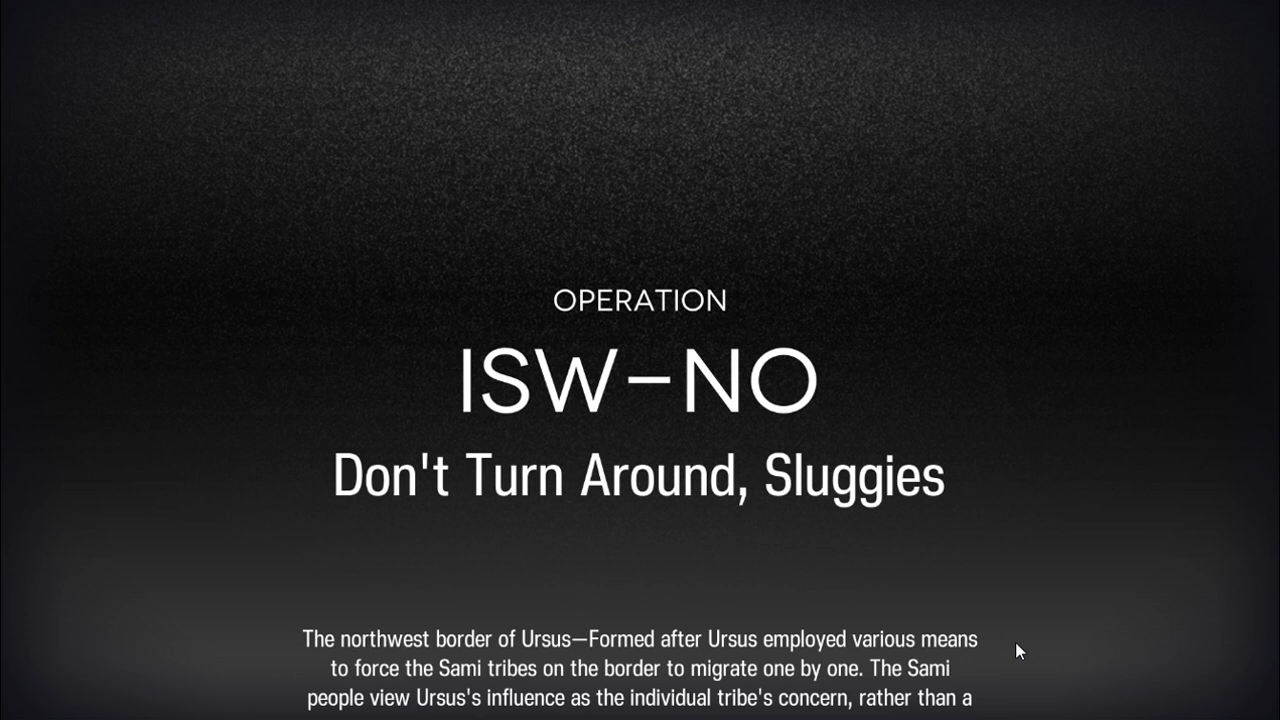 OPERATION
ISW-NO
Don't Turn Around, Sluggies
The northwest border of Ursus—Formed after Ursus employed various means
to force the Sami tribes on the border to migrate one by one. The Sami
people view Ursus's influence as the individual tribe's concern, rather than a